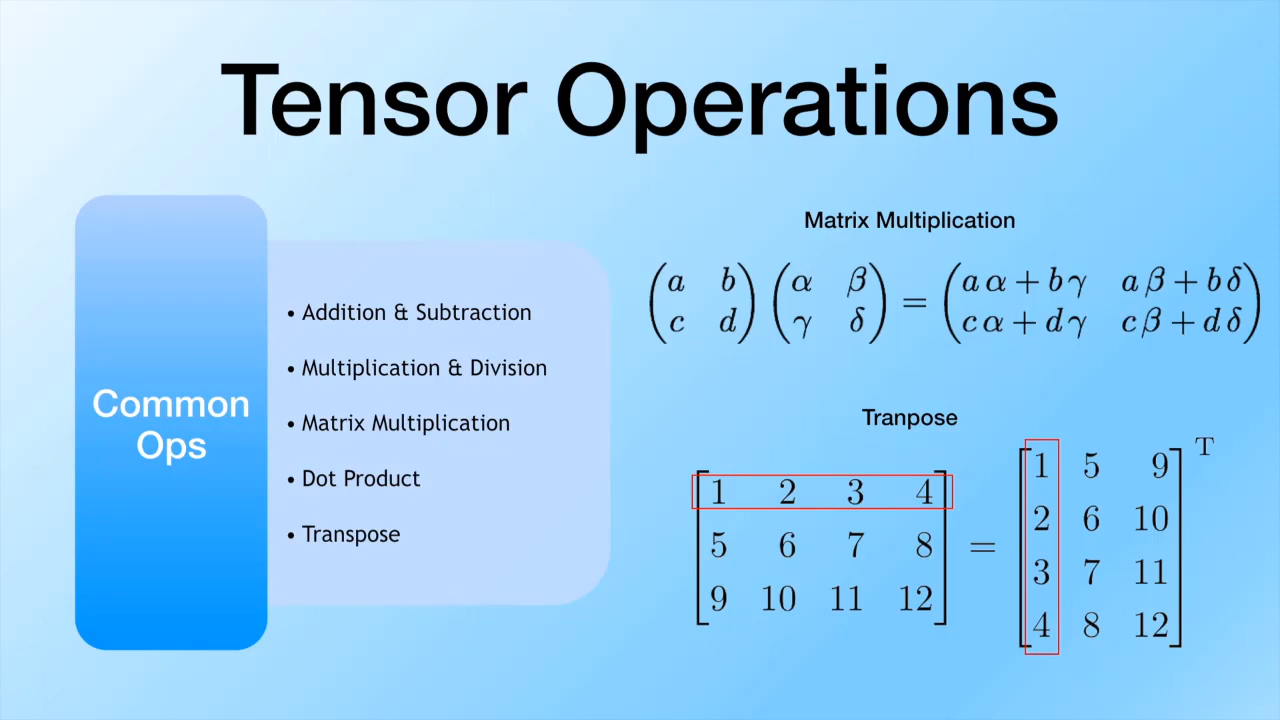 Tensor Operations
Common
Ops
• Addition & Subtraction
• Multiplication & Division
• Matrix Multiplication
• Dot Product
• Transpose
Matrix Multiplication
(a b) (α β) = (aα + bγ aβ + bδ)
(c d) (γ δ) (cα + dγ cβ + dδ)
Tranpose
[1 2 3 4
5 6 7 8
9 10 11 12]
=
[1 5 9
2 6 10
3 7 11
4 8 12]
T